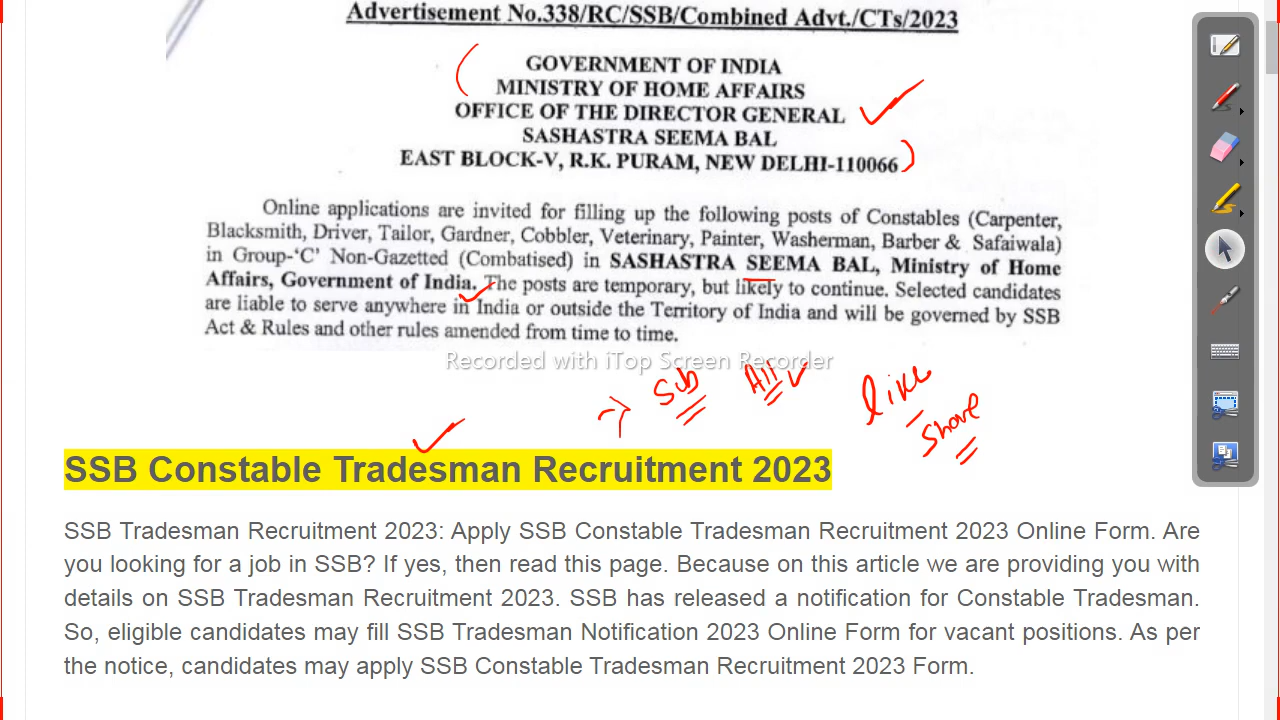 Advertisement No.338/RC/SSB/Combined Advt./CTs/2023
GOVERNMENT OF INDIA
MINISTRY OF HOME AFFAIRS
OFFICE OF THE DIRECTOR GENERAL
SASHASTRA SEEMA BAL
EAST BLOCK-V, R.K. PURAM, NEW DELHI-110066
Online applications are invited for filling up the following posts of Constables (Carpenter,
Blacksmith, Driver, Tailor, Gardner, Cobbler, Veterinary, Painter, Washerman, Barber & Safaiwala)
in Group-'C' Non-Gazetted (Combatised) in SASHASTRA SEEMA BAL, Ministry of Home
Affairs, Government of India. The posts are temporary, but likely to continue. Selected candidates
are liable to serve anywhere in India or outside the Territory of India and will be governed by SSB
Act & Rules and other rules amended from time to time.
Recorded with iTop Screen Recorder
Sub All like
Share
SSB Constable Tradesman Recruitment 2023
SSB Tradesman Recruitment 2023: Apply SSB Constable Tradesman Recruitment 2023 Online Form. Are
you looking for a job in SSB? If yes, then read this page. Because on this article we are providing you with
details on SSB Tradesman Recruitment 2023. SSB has released a notification for Constable Tradesman.
So, eligible candidates may fill SSB Tradesman Notification 2023 Online Form for vacant positions. As per
the notice, candidates may apply SSB Constable Tradesman Recruitment 2023 Form.